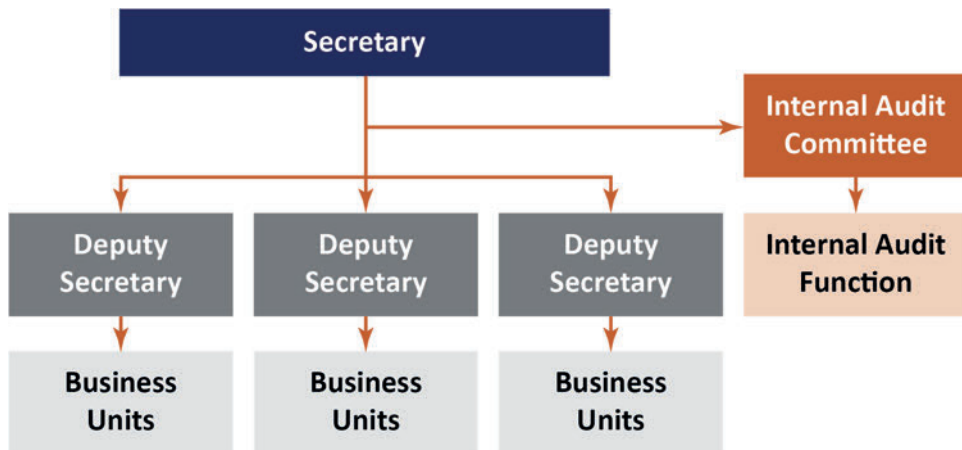 Secretary
Internal Audit
Committee
Deputy
Secretary
Deputy
Secretary
Deputy
Secretary
Internal Audit
Function
Business
Units
Business
Units
Business
Units